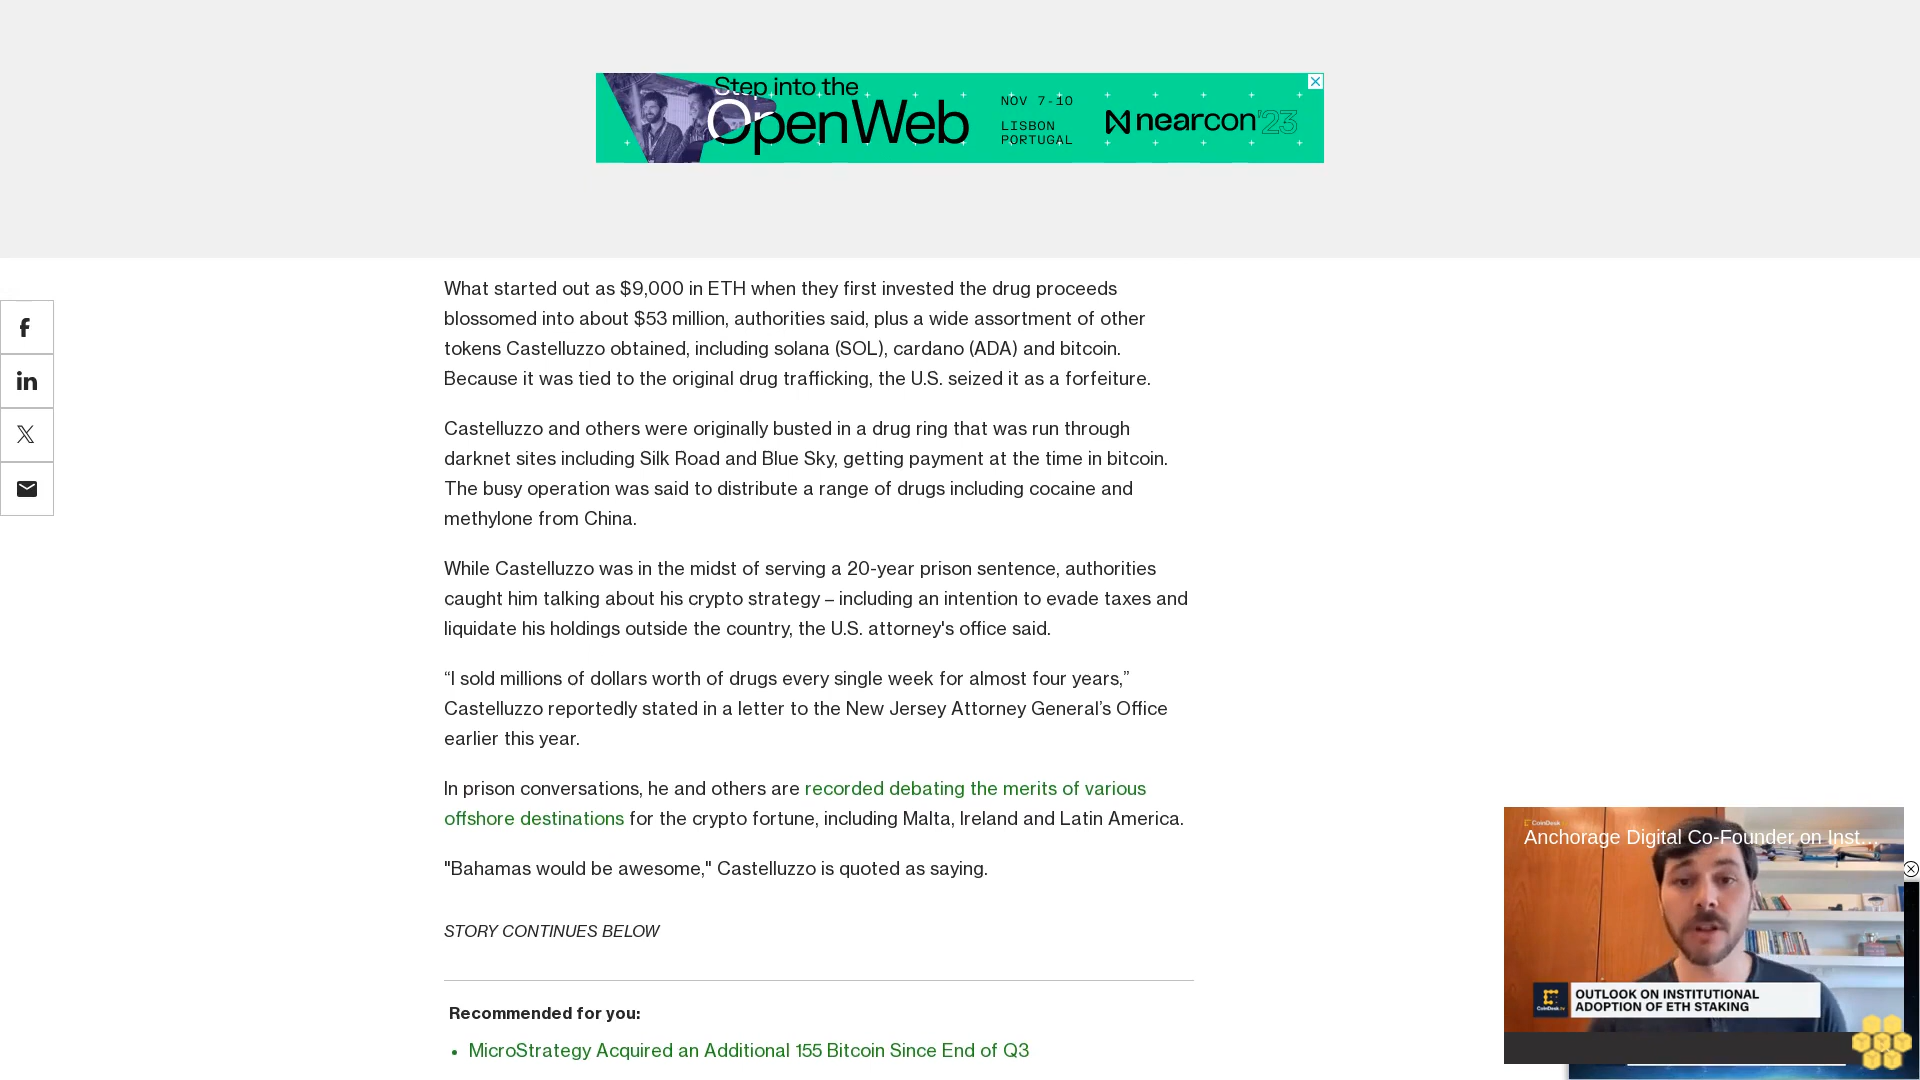 Step into the
OpenWeb
NOV 7-10
LISBON
PORTUGAL
nearcon'23
What started out as $9,000 in ETH when they first invested the drug proceeds
blossomed into about $53 million, authorities said, plus a wide assortment of other
tokens Castelluzzo obtained, including solana (SOL), cardano (ADA) and bitcoin.
Because it was tied to the original drug trafficking, the U.S. seized it as a forfeiture.
Castelluzzo and others were originally busted in a drug ring that was run through
darknet sites including Silk Road and Blue Sky, getting payment at the time in bitcoin.
The busy operation was said to distribute a range of drugs including cocaine and
methylone from China.
While Castelluzzo was in the midst of serving a 20-year prison sentence, authorities
caught him talking about his crypto strategy – including an intention to evade taxes and
liquidate his holdings outside the country, the U.S. attorney's office said.
“I sold millions of dollars worth of drugs every single week for almost four years,”
Castelluzzo reportedly stated in a letter to the New Jersey Attorney General’s Office
earlier this year.
In prison conversations, he and others are recorded debating the merits of various
offshore destinations for the crypto fortune, including Malta, Ireland and Latin America.
"Bahamas would be awesome," Castelluzzo is quoted as saying.
STORY CONTINUES BELOW
Recommended for you:
• MicroStrategy Acquired an Additional 155 Bitcoin Since End of Q3
CoinDesk
Anchorage Digital Co-Founder on Inst...
OUTLOOK ON INSTITUTIONAL
ADOPTION OF ETH STAKING
CoinDesk tv